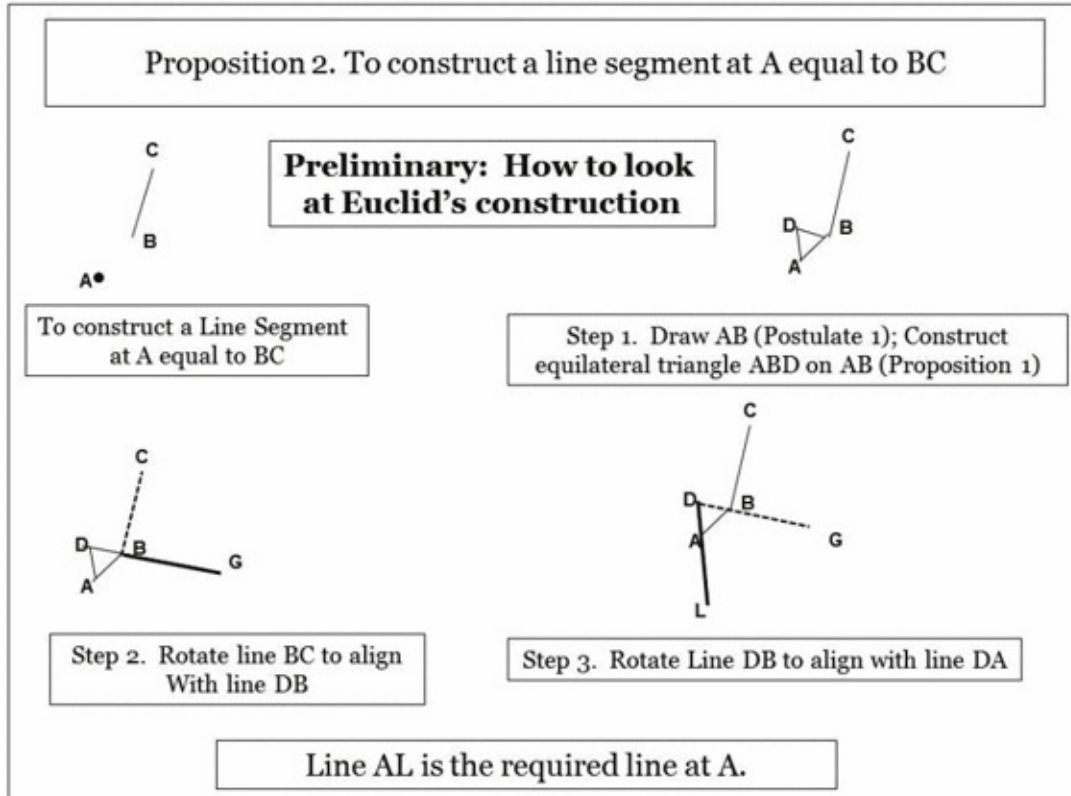 Proposition 2. To construct a line segment at A equal to BC
Preliminary: How to look
at Euclid's construction
C
B
A
To construct a Line Segment
at A equal to BC
C
D
B
A
Step 1. Draw AB (Postulate 1); Construct
equilateral triangle ABD on AB (Proposition 1)
C
D
B
G
A
Step 2. Rotate line BC to align
With line DB
C
D
B
A
G
L
Step 3. Rotate Line DB to align with line DA
Line AL is the required line at A.